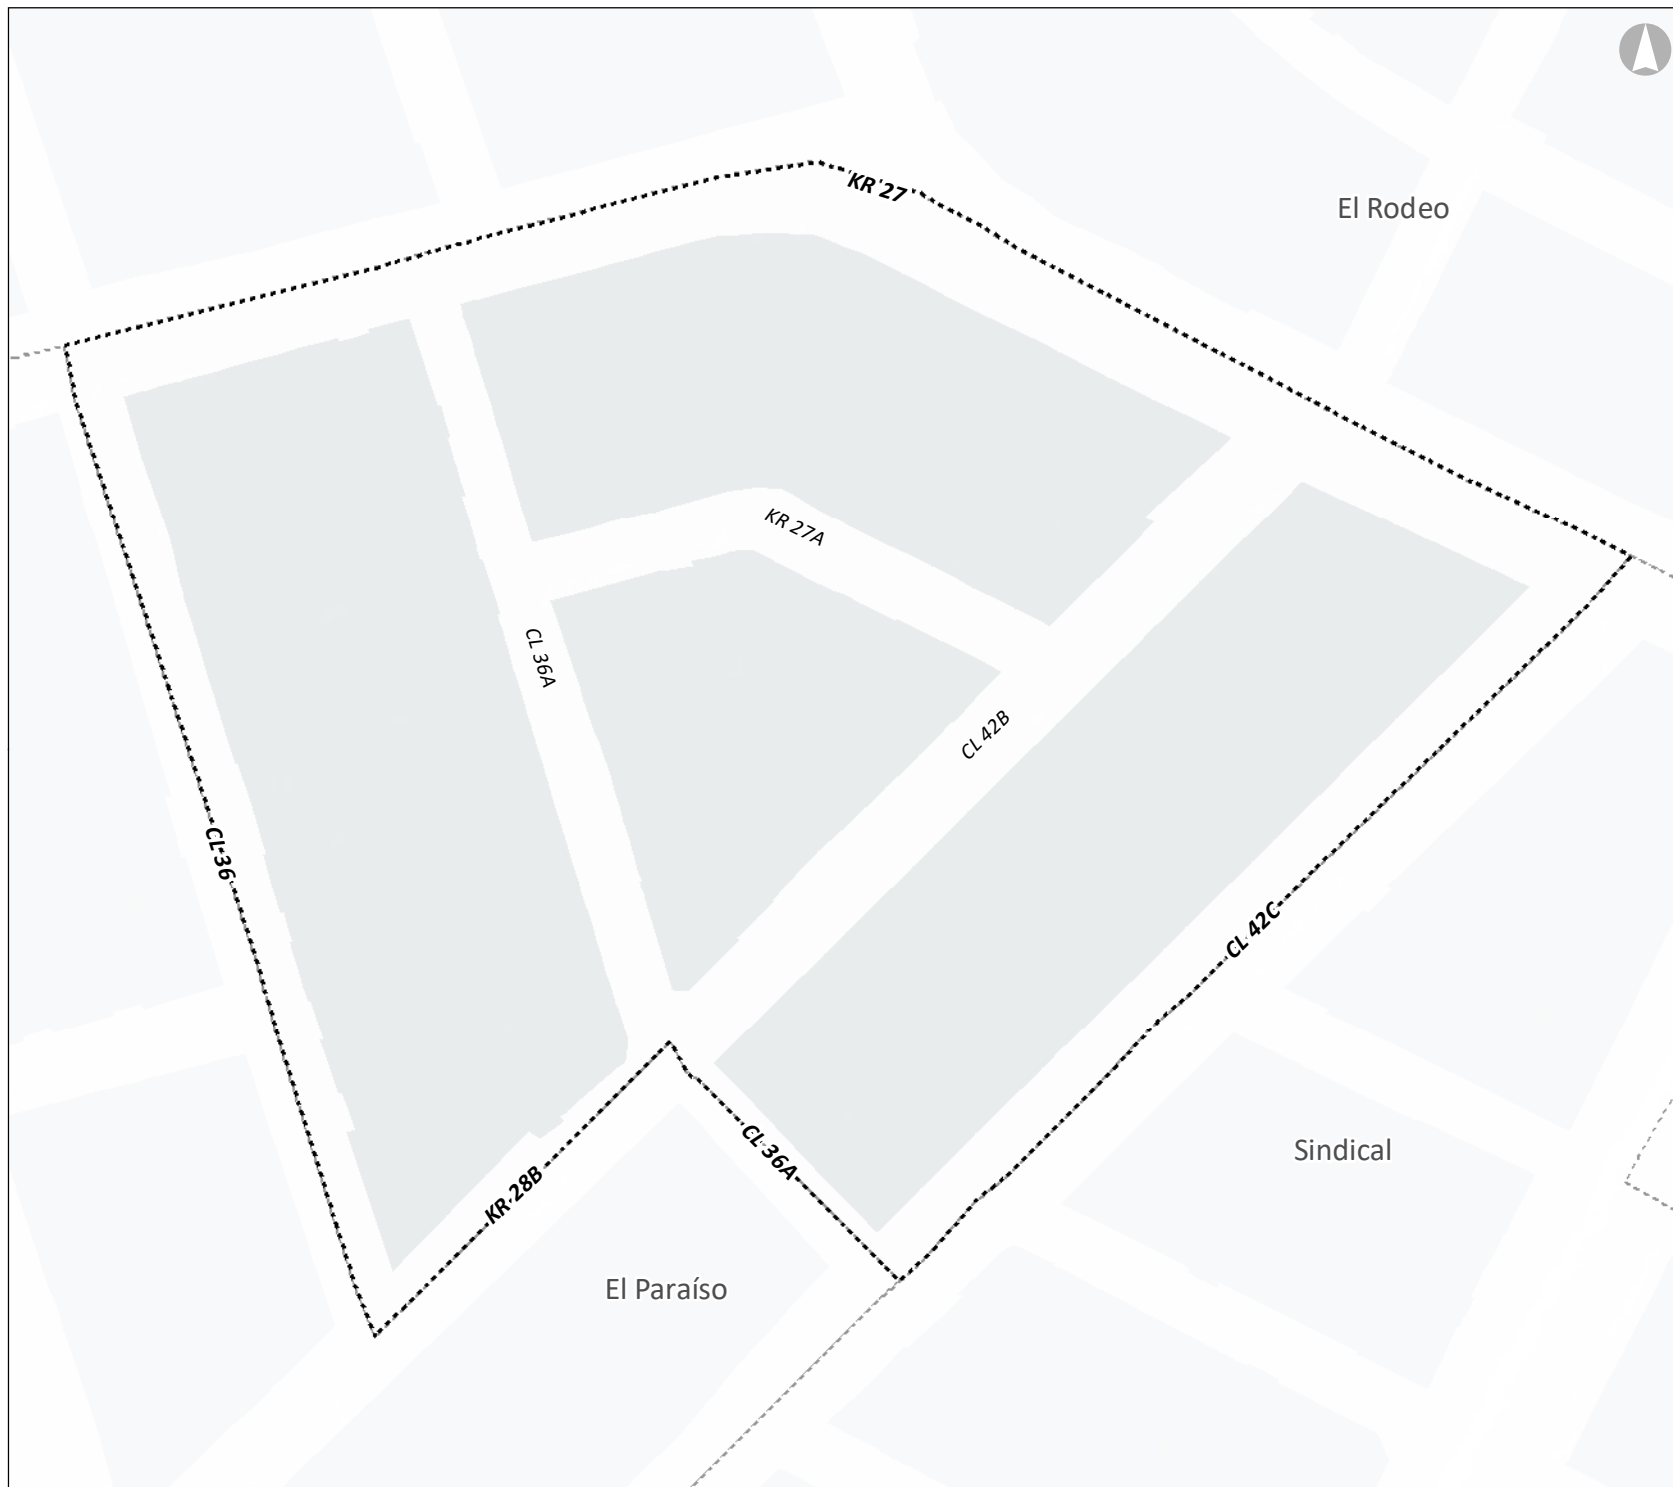 KR 27
El Rodeo
KR 27A
CL 36A
CL 42B
CL 36
CL 42C
CL 36A
Sindical
KR 28B
El Paraíso